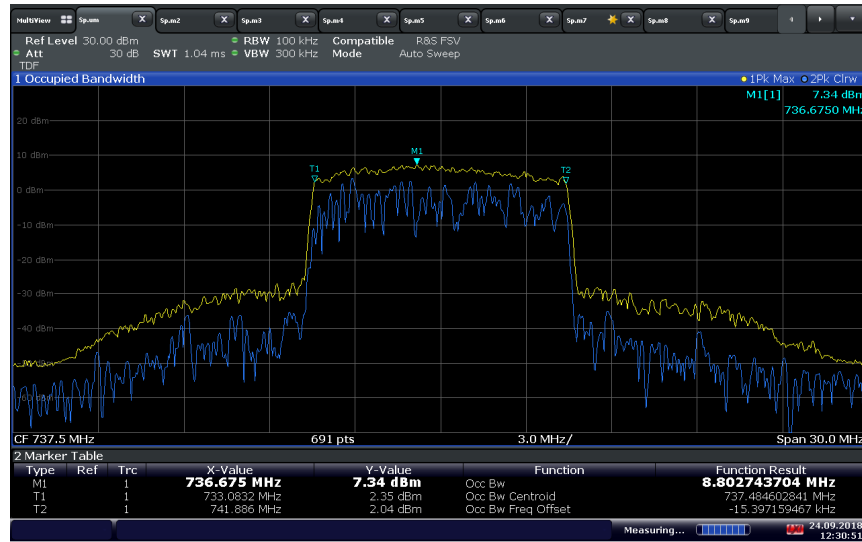 MultiView Sp.um X Sp.m2 X Sp.m3 X Sp.m4 X Sp.m5 X Sp.m6 X Sp.m7 X Sp.m8 X Sp.m9
Ref Level 30.00 dBm RBW 100 kHz Compatible R&S FSV
Att 30 dB SWT 1.04 ms VBW 300 kHz Mode Auto Sweep
TDF
1 Occupied Bandwidth 1Pk Max 2Pk Clrw
M1[1] 7.34 dBm
736.6750 MHz
20 dBm
10 dBm
M1
T1 T2
0 dBm
-10 dBm
-20 dBm
-30 dBm
-40 dBm
CF 737.5 MHz 691 pts 3.0 MHz/ Span 30.0 MHz
2 Marker Table
Type Ref Trc X-Value Y-Value Function Function Result
M1 1 736.675 MHz 7.34 dBm Occ Bw 8.802743704 MHz
T1 1 733.0832 MHz 2.35 dBm Occ Bw Centroid 737.484602841 MHz
T2 1 741.886 MHz 2.04 dBm Occ Bw Freq Offset -15.397159467 kHz
Measuring... 24.09.2018
12:30:51